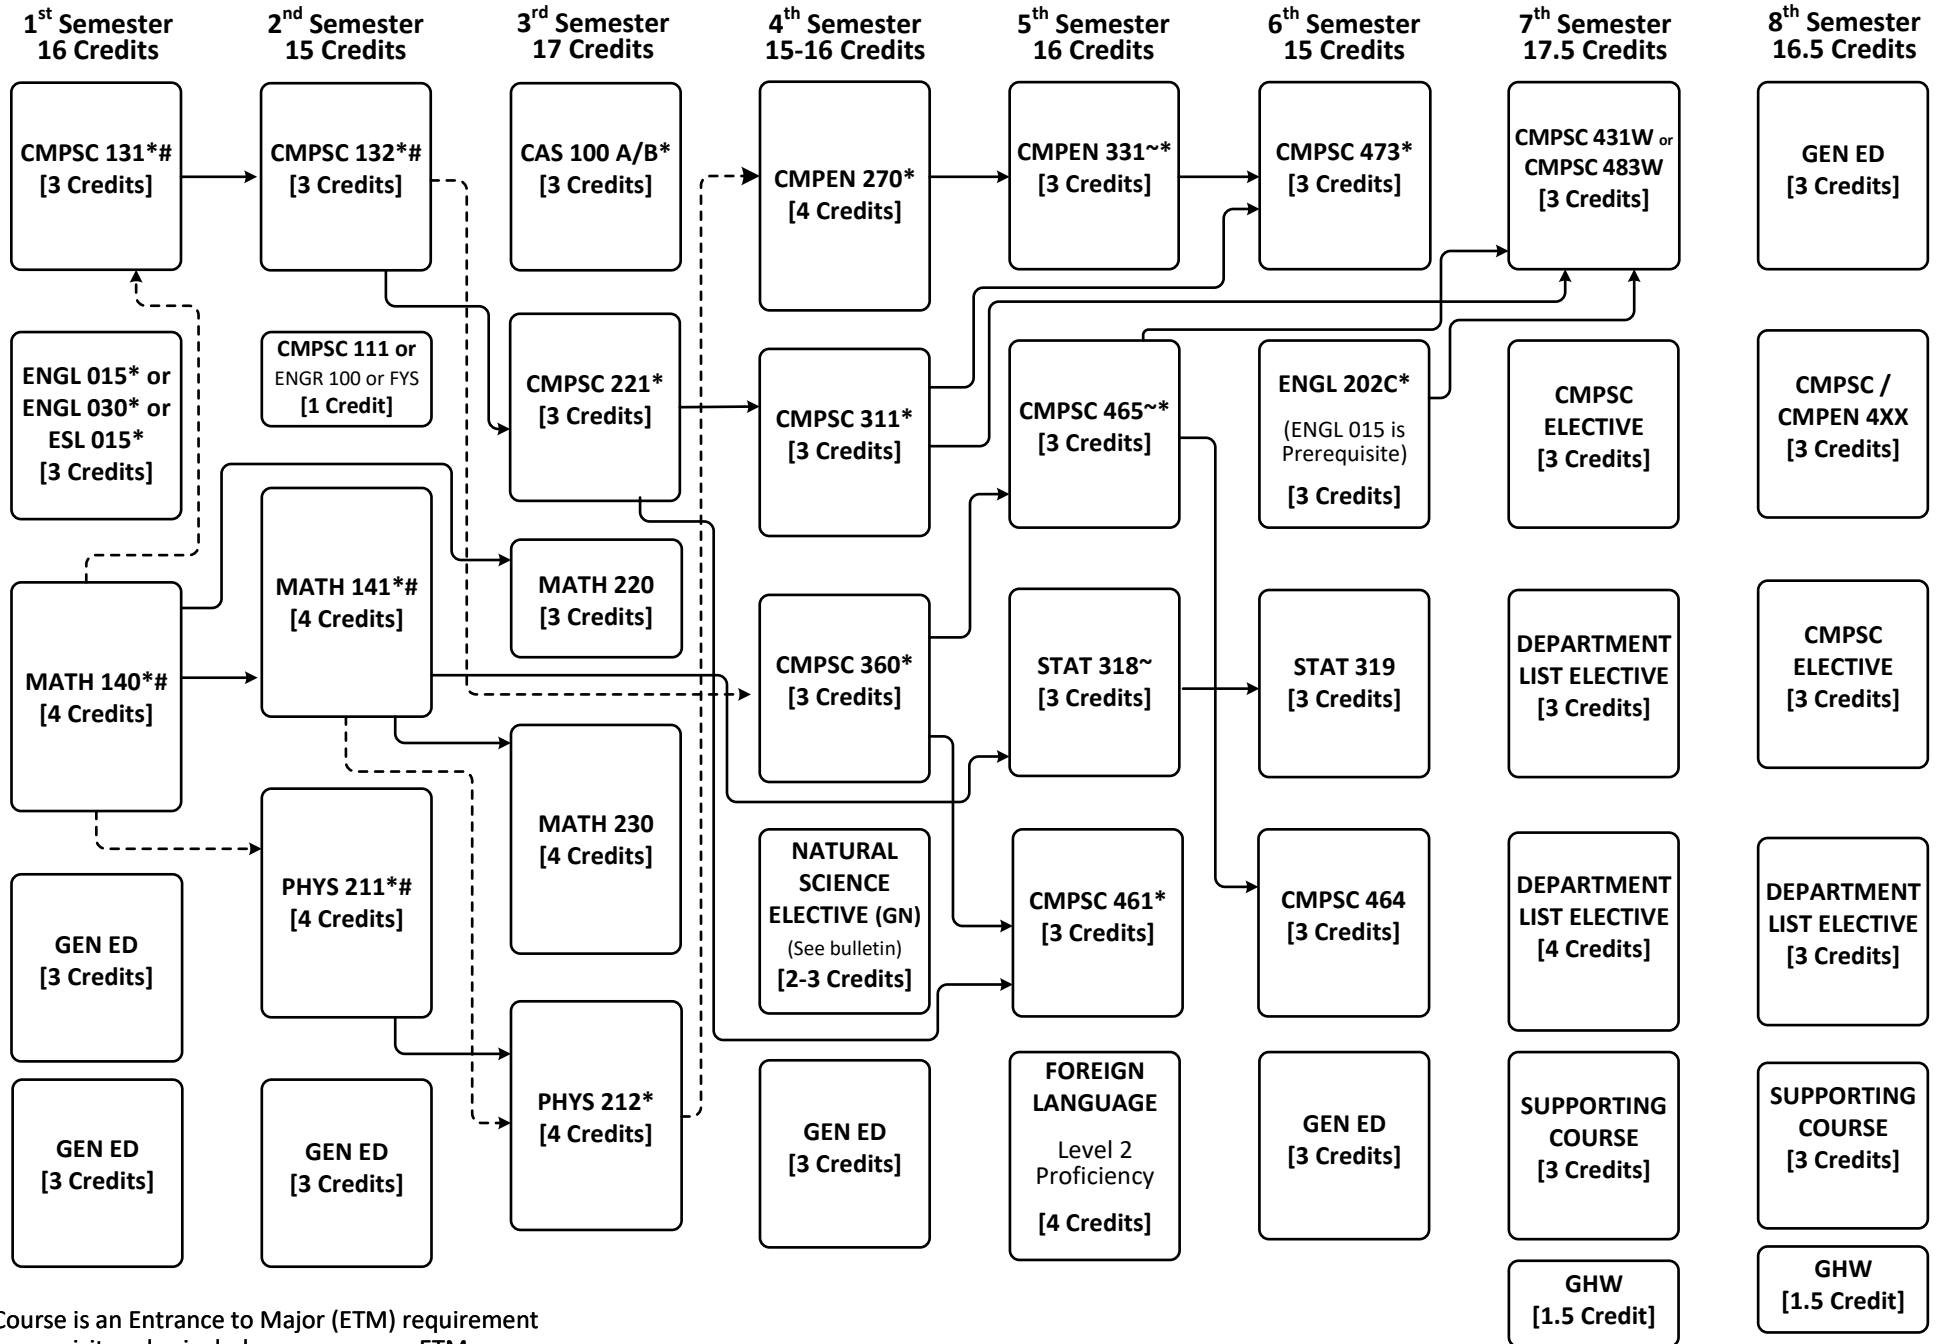 1st Semester
16 Credits
CMPSC 131*#
[3 Credits]
ENGL 015* or
ENGL 030* or
ESL 015*
[3 Credits]
MATH 140*#
[4 Credits]
GEN ED
[3 Credits]
GEN ED
[3 Credits]
2nd Semester
15 Credits
CMPSC 132*#
[3 Credits]
CMPSC 111 or
ENGR 100 or FYS
[1 Credit]
MATH 141*#
[4 Credits]
PHYS 211*#
[4 Credits]
GEN ED
[3 Credits]
3rd Semester
17 Credits
CAS 100 A/B*
[3 Credits]
CMPSC 221*
[3 Credits]
MATH 220
[3 Credits]
MATH 230
[4 Credits]
PHYS 212*
[4 Credits]
4th Semester
15-16 Credits
CMPEN 270*
[4 Credits]
CMPSC 311*
[3 Credits]
CMPSC 360*
[3 Credits]
NATURAL
SCIENCE
ELECTIVE (GN)
(See bulletin)
[2-3 Credits]
GEN ED
[3 Credits]
5th Semester
16 Credits
CMPEN 331~*
[3 Credits]
CMPSC 465~*
[3 Credits]
STAT 318~
[3 Credits]
CMPSC 461*
[3 Credits]
FOREIGN
LANGUAGE
Level 2
Proficiency
[4 Credits]
6th Semester
15 Credits
CMPSC 473*
[3 Credits]
ENGL 202C*
(ENGL 015 is
Prerequisite)
[3 Credits]
STAT 319
[3 Credits]
CMPSC 464
[3 Credits]
GEN ED
[3 Credits]
7th Semester
17.5 Credits
CMPSC 431W or
CMPSC 483W
[3 Credits]
CMPSC
ELECTIVE
[3 Credits]
DEPARTMENT
LIST ELECTIVE
[3 Credits]
DEPARTMENT
LIST ELECTIVE
[4 Credits]
SUPPORTING
COURSE
[3 Credits]
GHW
[1.5 Credit]
8th Semester
16.5 Credits
GEN ED
[3 Credits]
CMPSC /
CMPEN 4XX
[3 Credits]
CMPSC
ELECTIVE
[3 Credits]
DEPARTMENT
LIST ELECTIVE
[3 Credits]
SUPPORTING
COURSE
[3 Credits]
GHW
[1.5 Credit]
Course is an Entrance to Major (ETM) requirement